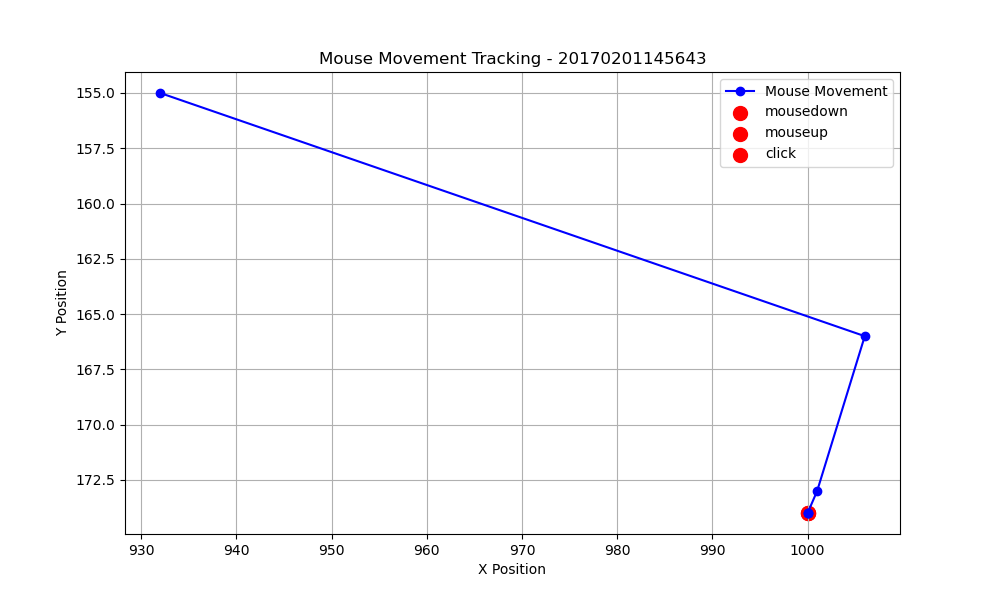 Mouse Movement Tracking - 20170201145643
Mouse Movement
mousedown
mouseup
click
155.0
157.5
160.0
162.5
165.0
167.5
170.0
172.5
Y Position
930 940 950 960 970 980 990 1000
X Position